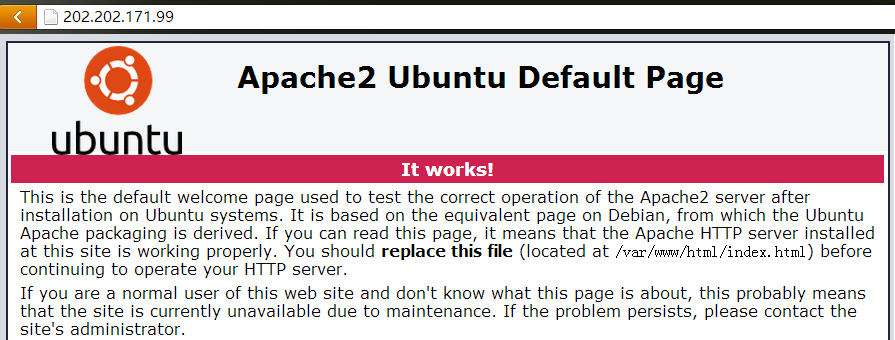 202.202.171.99
Apache2 Ubuntu Default Page
ubuntu
It works!
This is the default welcome page used to test the correct operation of the Apache2 server after
installation on Ubuntu systems. It is based on the equivalent page on Debian, from which the Ubuntu
Apache packaging is derived. If you can read this page, it means that the Apache HTTP server installed
at this site is working properly. You should replace this file (located at /var/www/html/index.html) before
continuing to operate your HTTP server.
If you are a normal user of this web site and don't know what this page is about, this probably means
that the site is currently unavailable due to maintenance. If the problem persists, please contact the
site's administrator.